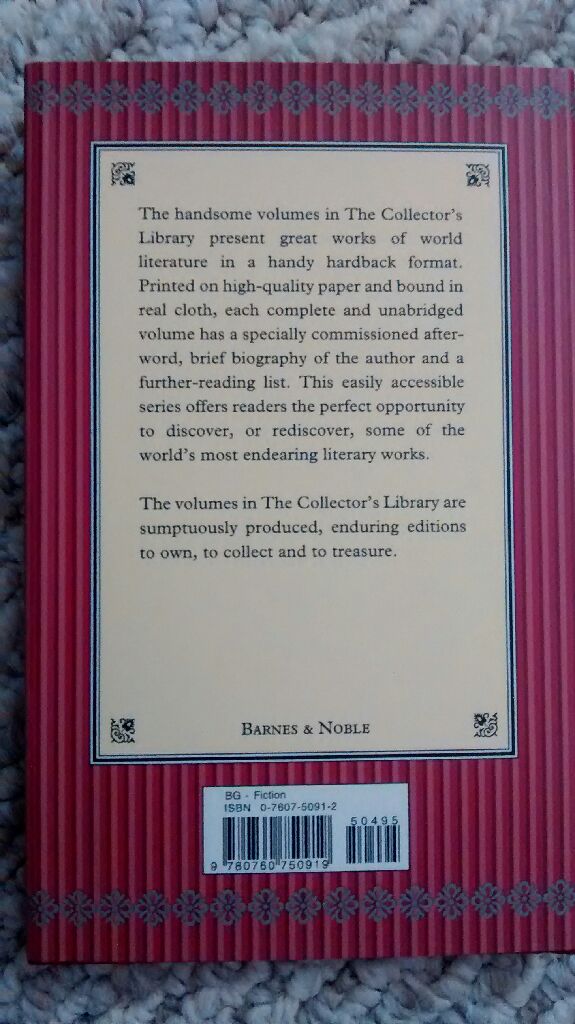 The handsome volumes in The Collector's
Library present great works of world
literature in a handy hardback format.
Printed on high-quality paper and bound in
real cloth, each complete and unabridged
volume has a specially commissioned after-
word, brief biography of the author and a
further-reading list. This easily accessible
series offers readers the perfect opportunity
to discover, or rediscover, some of the
world's most endearing literary works.
The volumes in The Collector's Library are
sumptuously produced, enduring editions
to own, to collect and to treasure.
BARNES & NOBLE
BG - Fiction
ISBN 0-7607-5091-2
50495
9 780760 750919